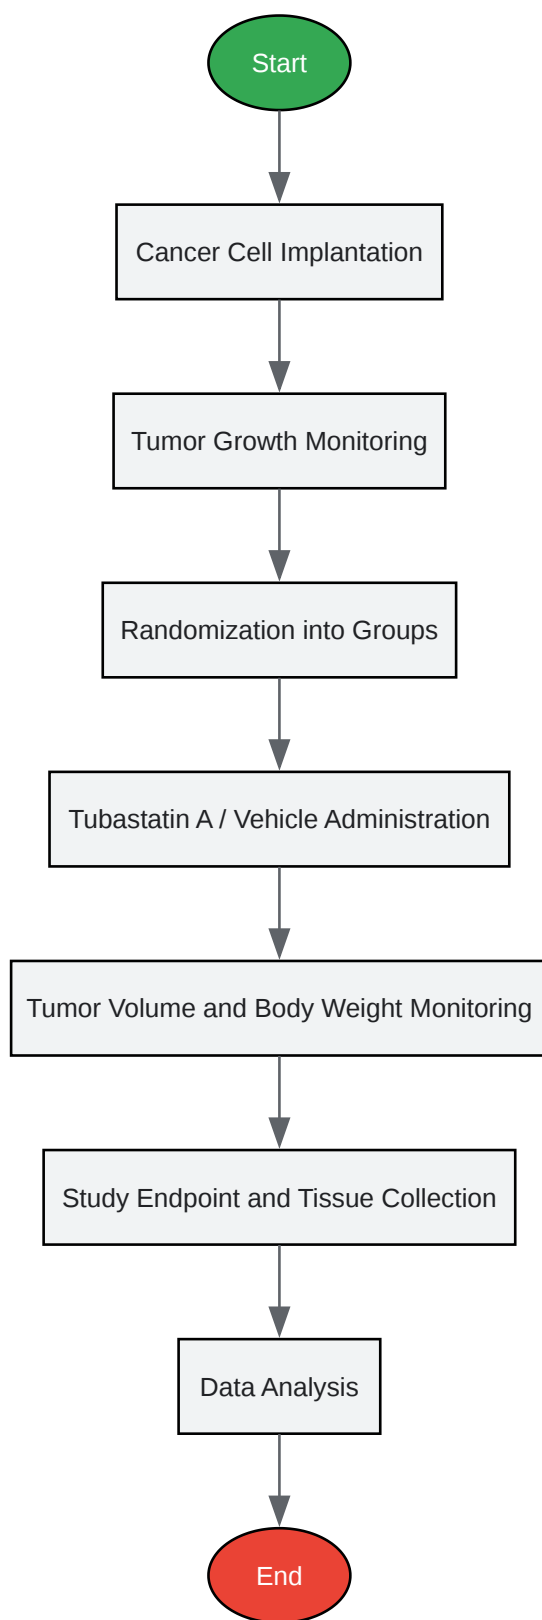 Start
Cancer Cell Implantation
Tumor Growth Monitoring
Randomization into Groups
Tubastatin A / Vehicle Administration
Tumor Volume and Body Weight Monitoring
Study Endpoint and Tissue Collection
Data Analysis
End